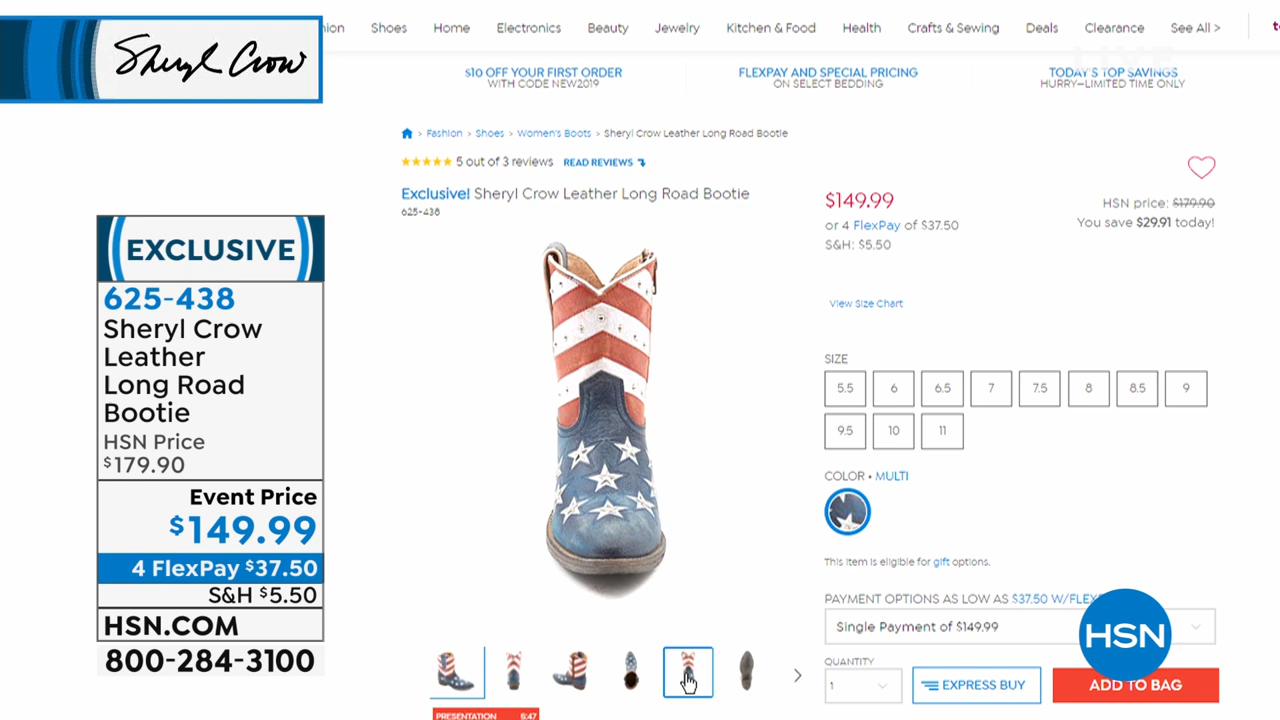 Sheryl Crow
Shoes Home Electronics Beauty Jewelry Kitchen & Food Health Crafts & Sewing Deals Clearance See All >
LIVE
$10 OFF YOUR FIRST ORDER
WITH CODE NEW2019
FLEXPAY AND SPECIAL PRICING
ON SELECT BEDDING
TODAY'S TOP SAVINGS
HURRY—LIMITED TIME ONLY
> Fashion > Shoes > Women's Boots > Sheryl Crow Leather Long Road Bootie
5 out of 3 reviews READ REVIEWS
Exclusive! Sheryl Crow Leather Long Road Bootie
625-438
$149.99
or 4 FlexPay of $37.50
S&H: $5.50
HSN price: $179.90
You save $29.91 today!
View Size Chart
SIZE
5.5 6 6.5 7 7.5 8 8.5 9
9.5 10 11
COLOR • MULTI
This item is eligible for gift options.
PAYMENT OPTIONS AS LOW AS $37.50 W/FLEX
Single Payment of $149.99
QUANTITY
1
EXPRESS BUY
ADD TO BAG
HSN
EXCLUSIVE
625-438
Sheryl Crow
Leather
Long Road
Bootie
HSN Price
$179.90
Event Price
$149.99
4 FlexPay $37.50
S&H $5.50
HSN.COM
800-284-3100
PRESENTATION 5:47